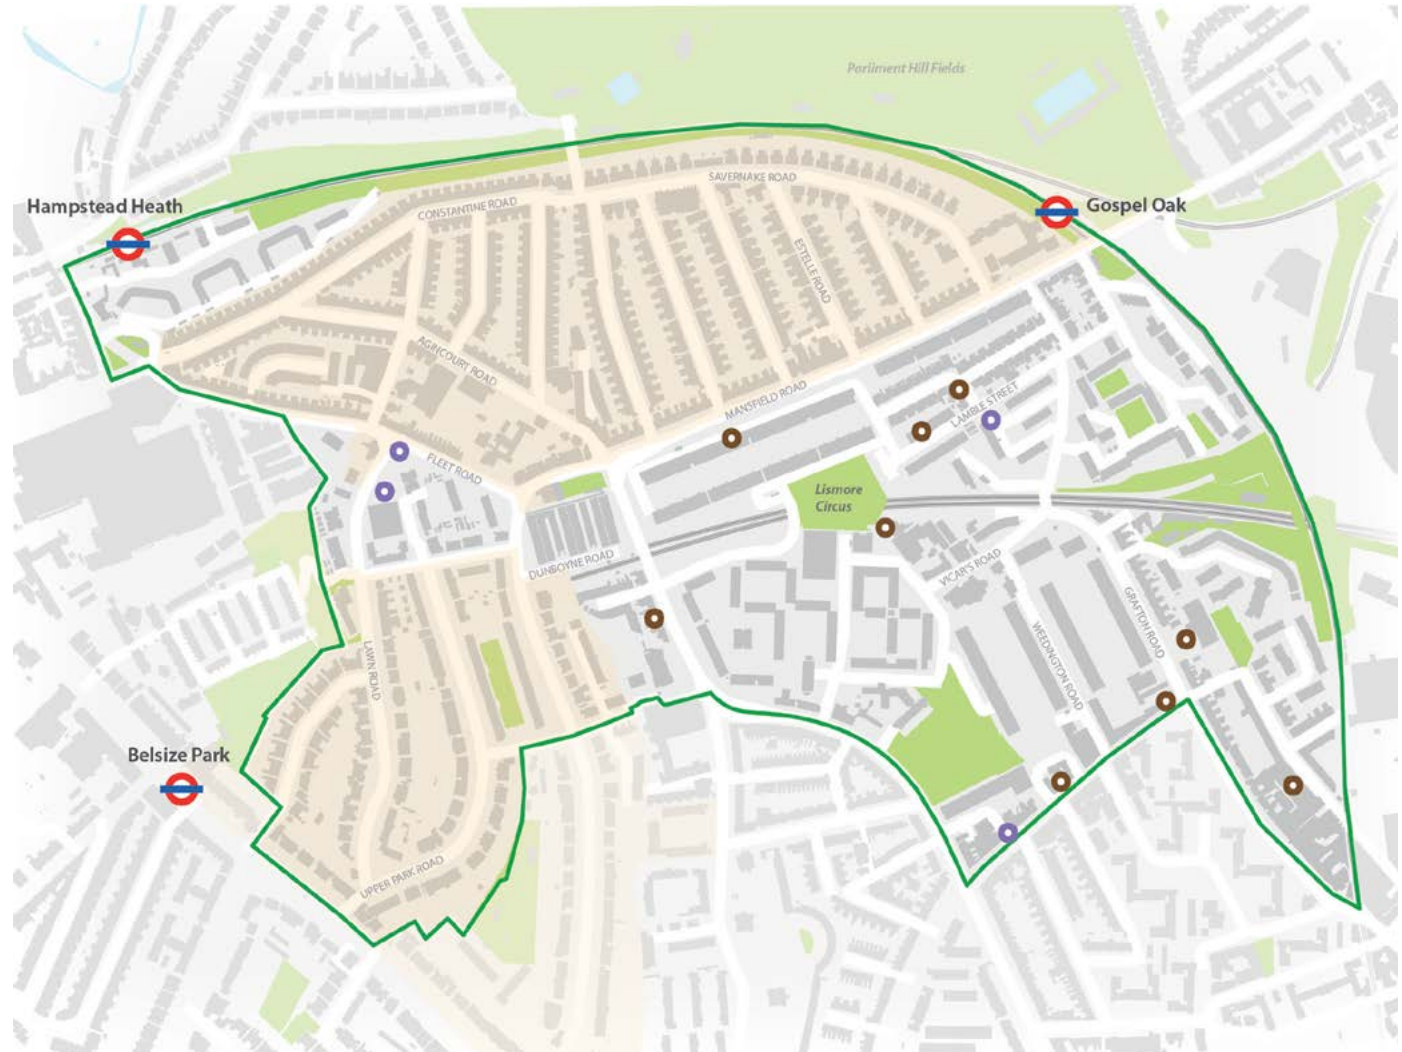 Parliment Hill Fields
Hampstead Heath
Gospel Oak
SAVERNAKE ROAD
CONSTANTINE ROAD
ESTELLE ROAD
AGINCOURT ROAD
MANSFIELD ROAD
LAMBLE STREET
FLEET ROAD
Lismore
Circus
DUNBOYNE ROAD
VICAR'S ROAD
GRAFTON ROAD
WEEDINGTON ROAD
LAWN ROAD
Belsize Park
UPPER PARK ROAD